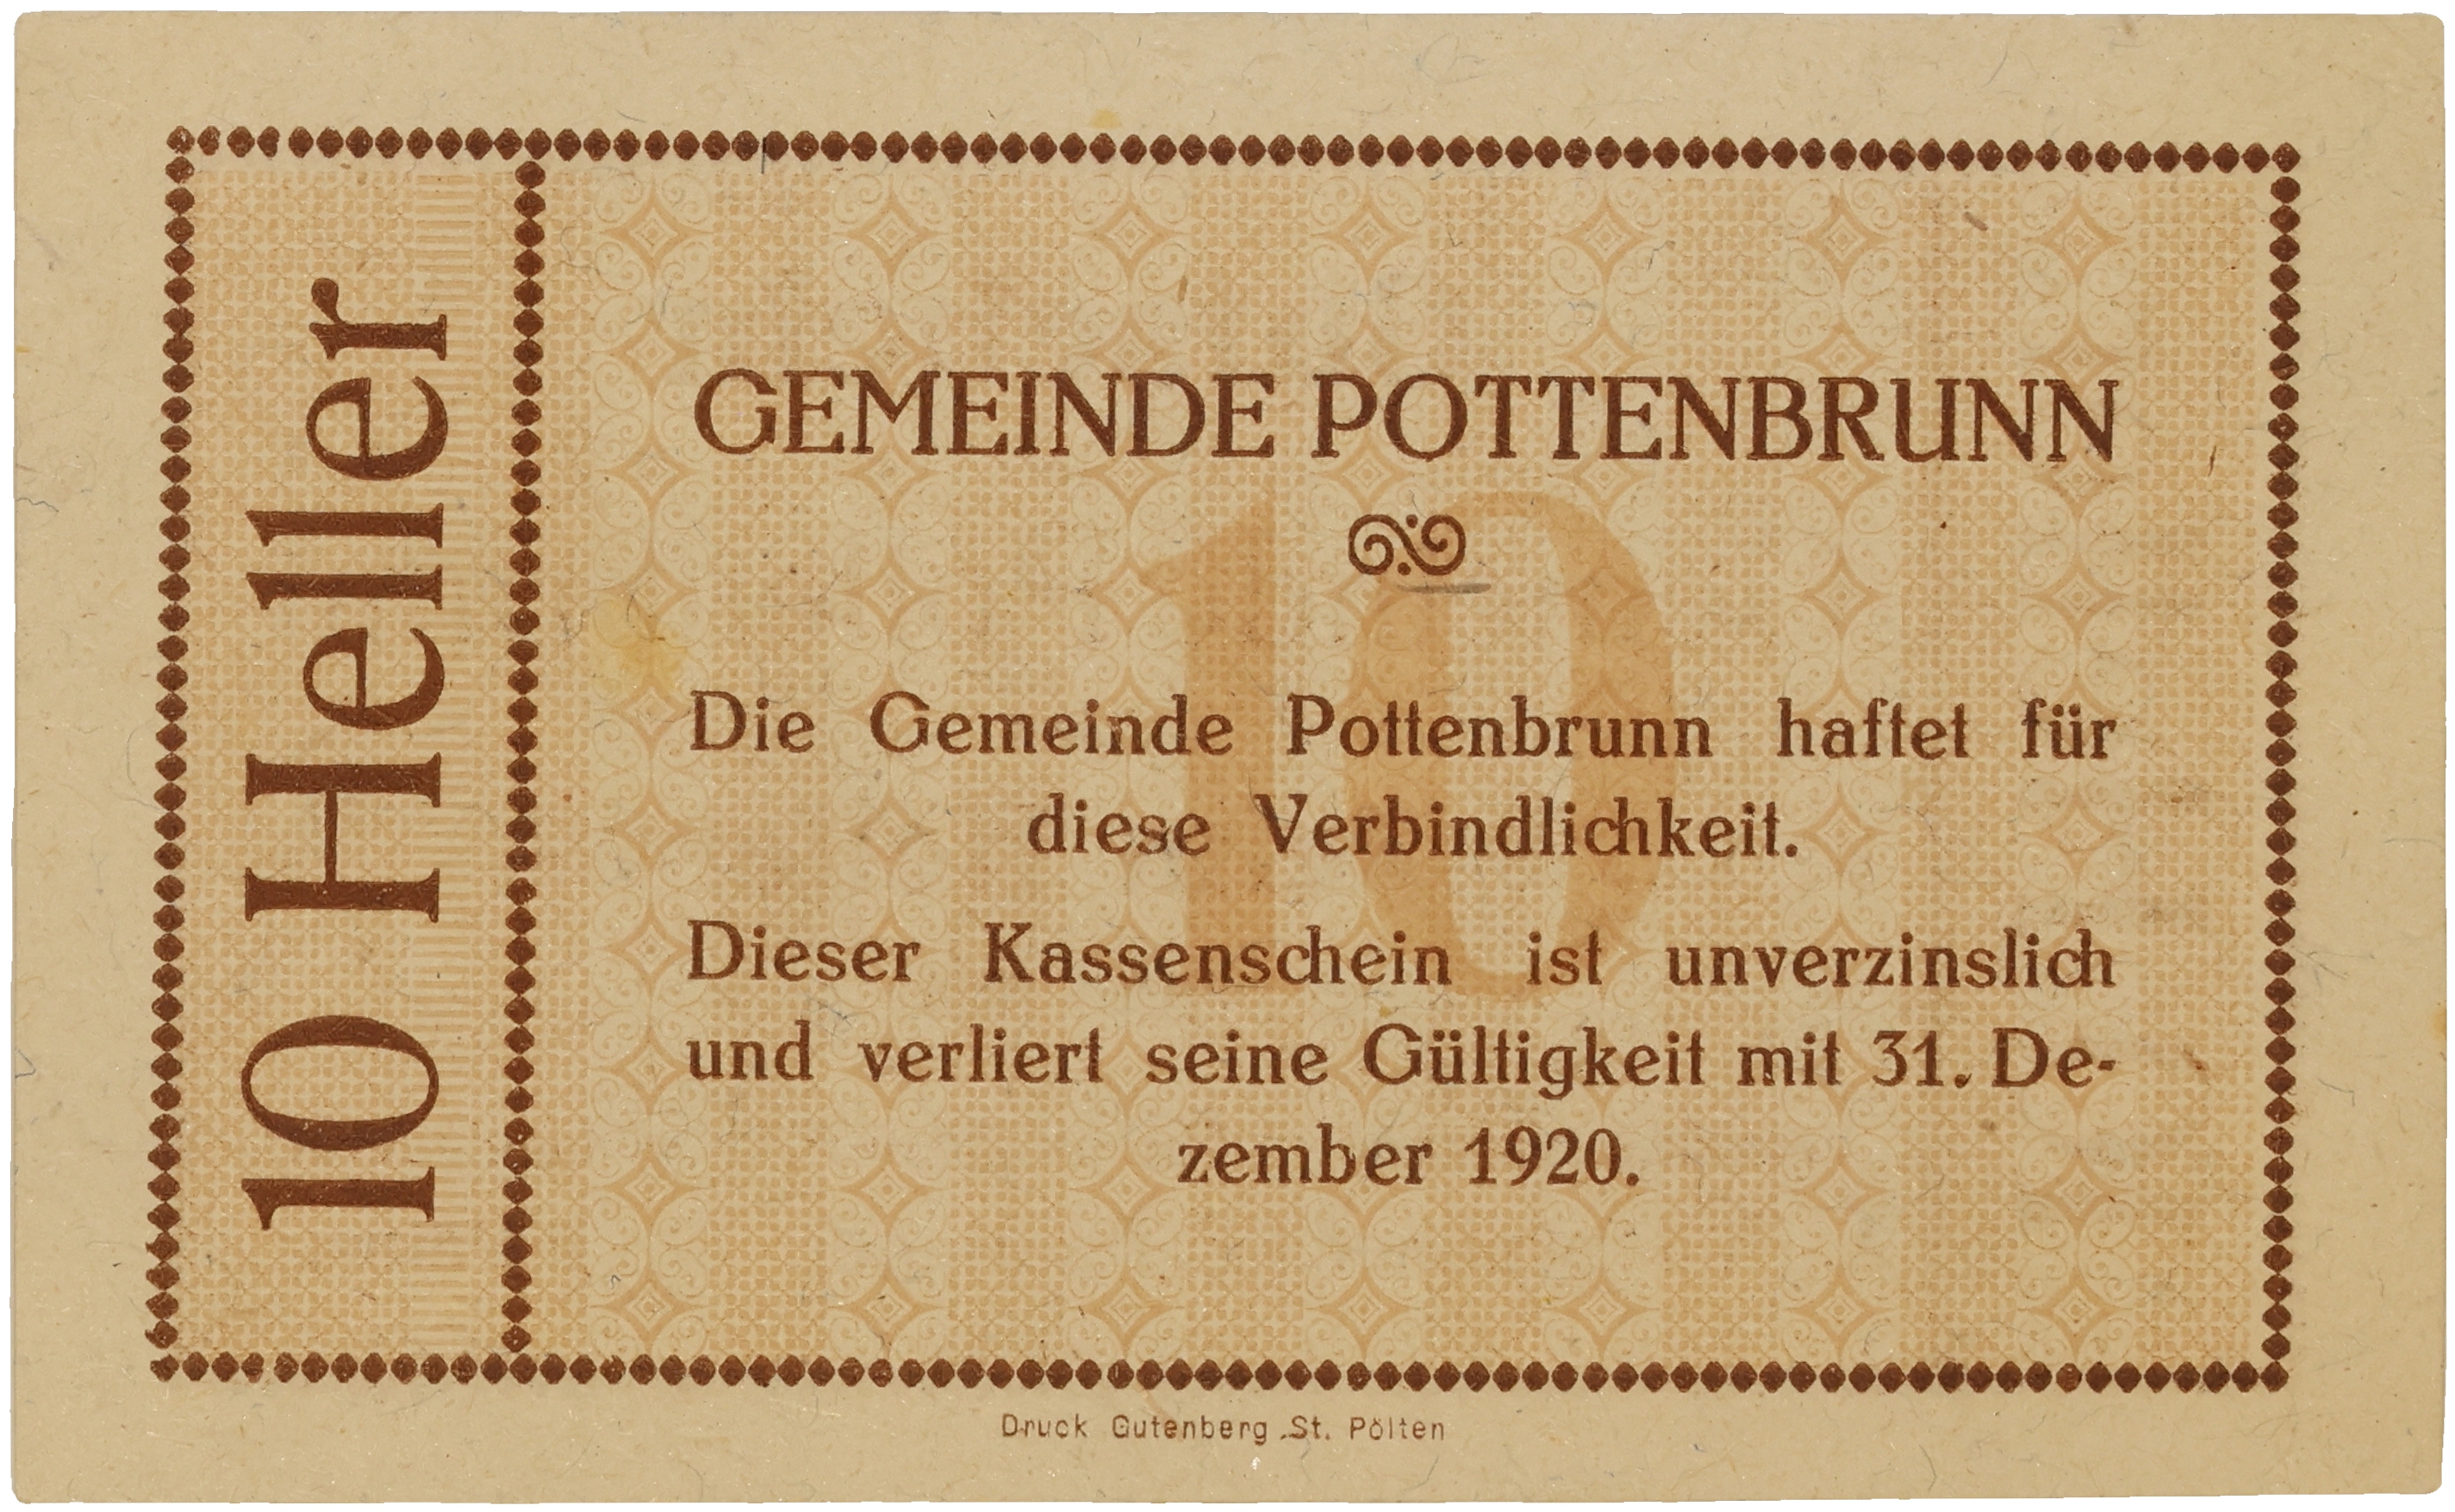 10 Heller
GEMEINDE POTTENBRUNN
10
Die Gemeinde Pottenbrunn haftet für
diese Verbindlichkeit.
Dieser Kassenschein ist unverzinslich
und verliert seine Gültigkeit mit 31. De-
zember 1920.
Druck Gutenberg St. Pölten